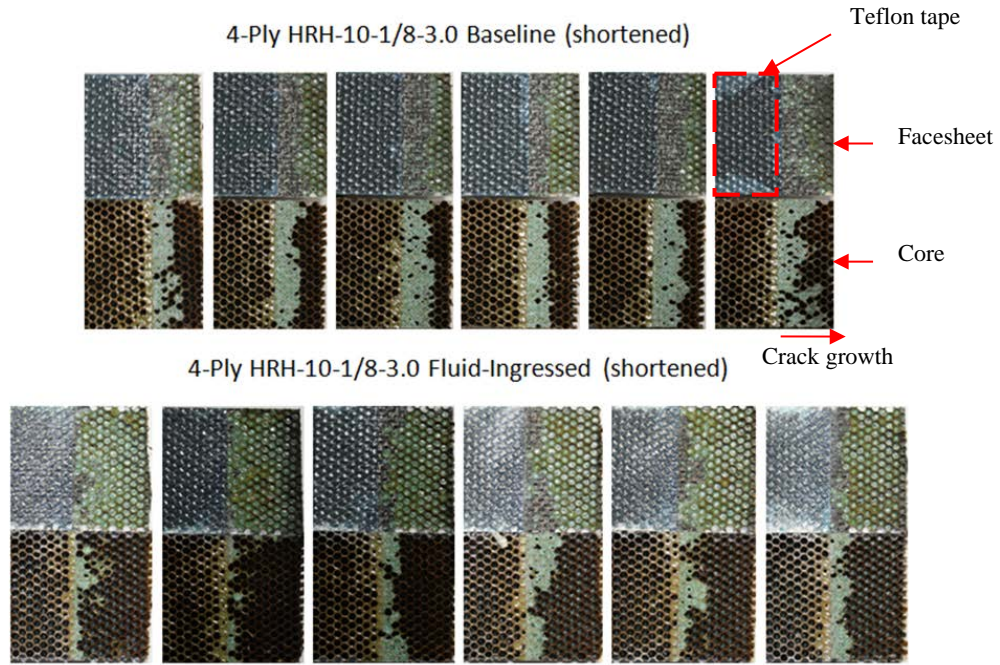 Teflon tape
4-Ply HRH-10-1/8-3.0 Baseline (shortened)
Facesheet
Core
Crack growth
4-Ply HRH-10-1/8-3.0 Fluid-Ingressed (shortened)